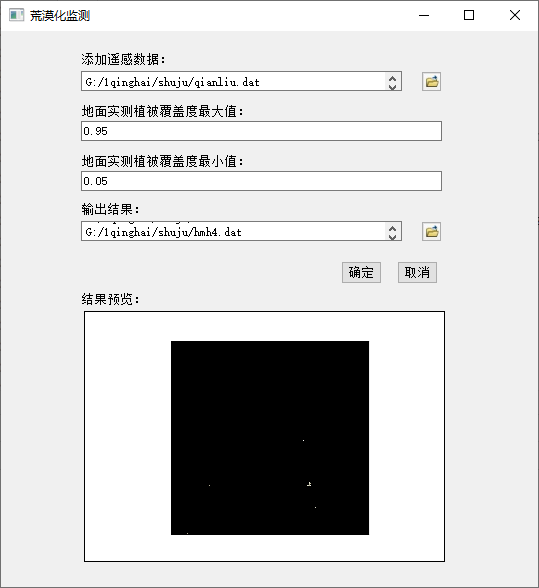 荒漠化监测
添加遥感数据：
G:/1qinghai/shuju/qianliu.dat
地面实测植被覆盖度最大值：
0.95
地面实测植被覆盖度最小值：
0.05
输出结果：
G:/1qinghai/shuju/hmh4.dat
确定 取消
结果预览：